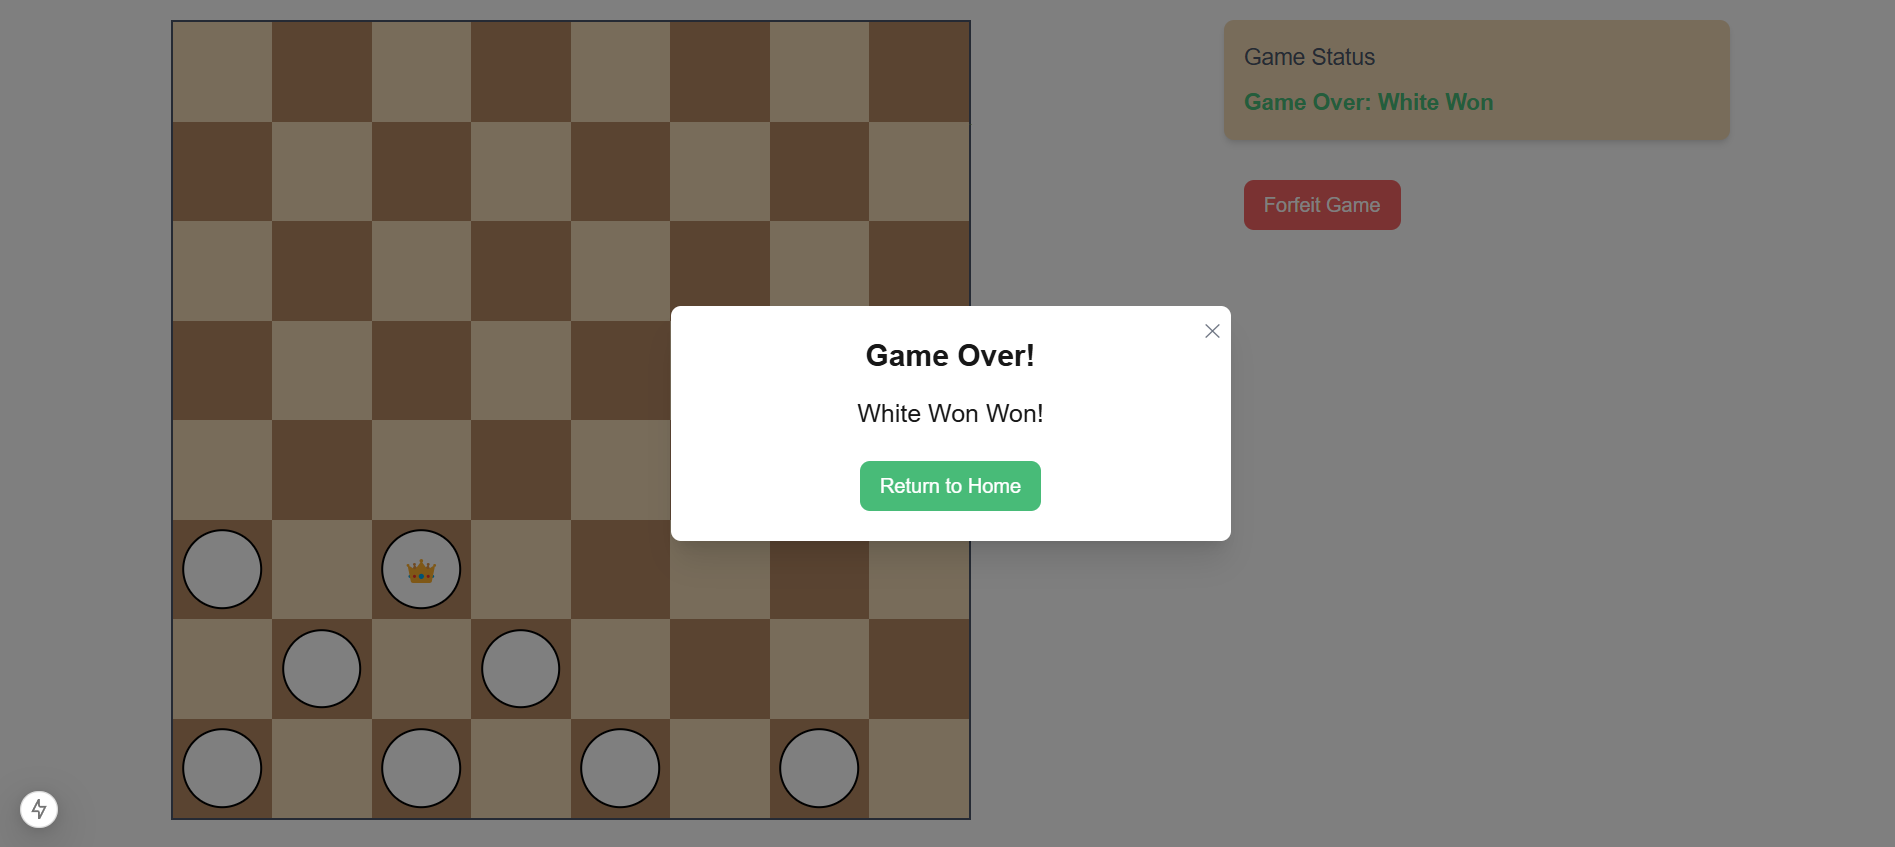 Game Status
Game Over: White Won
Forfeit Game
Game Over!
White Won Won!
Return to Home